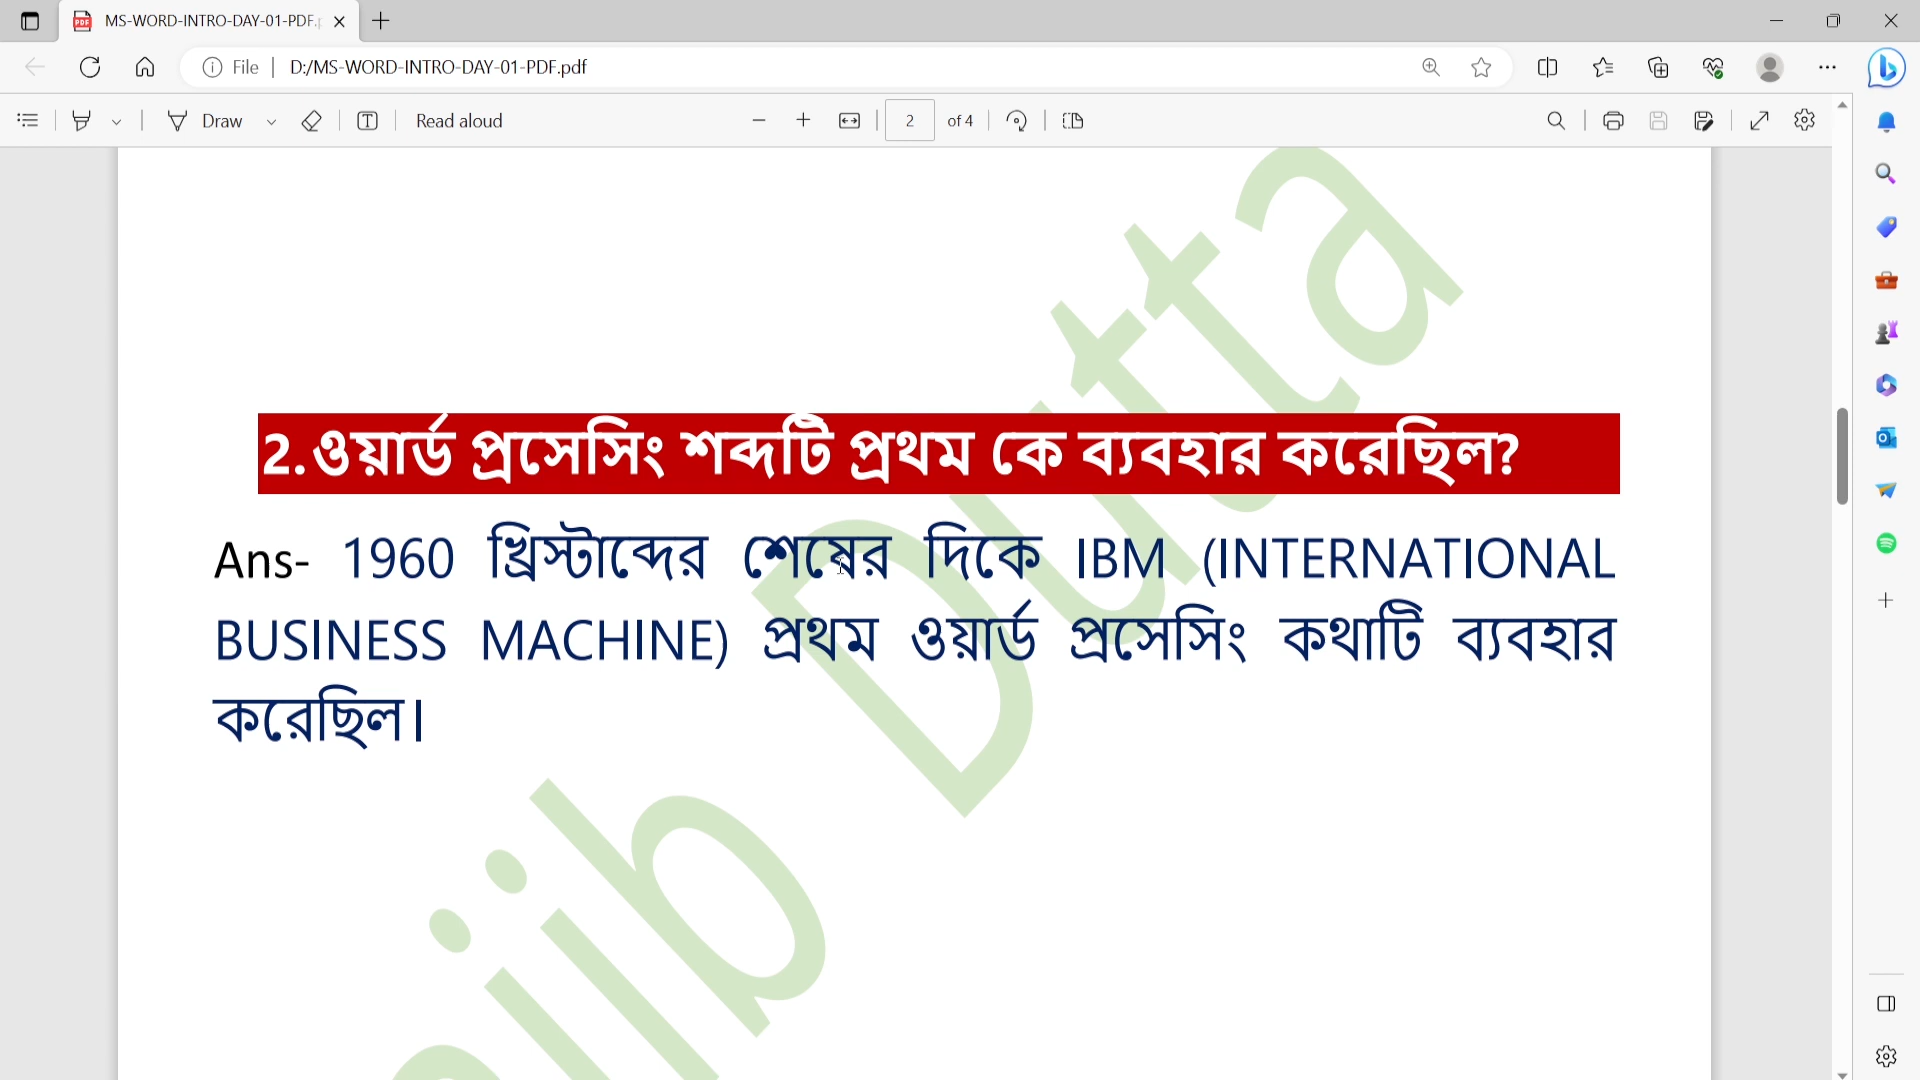 MS-WORD-INTRO-DAY-01-PDF.
File D:/MS-WORD-INTRO-DAY-01-PDF.pdf
Draw Read aloud 2 of 4
Dutta
2.ওয়ার্ড প্রসেসিং শব্দটি প্রথম কে ব্যবহার করেছিল?
Ans- 1960 খ্রিস্টাব্দের শেষের দিকে IBM (INTERNATIONAL
BUSINESS MACHINE) প্রথম ওয়ার্ড প্রসেসিং কথাটি ব্যবহার
করেছিল।